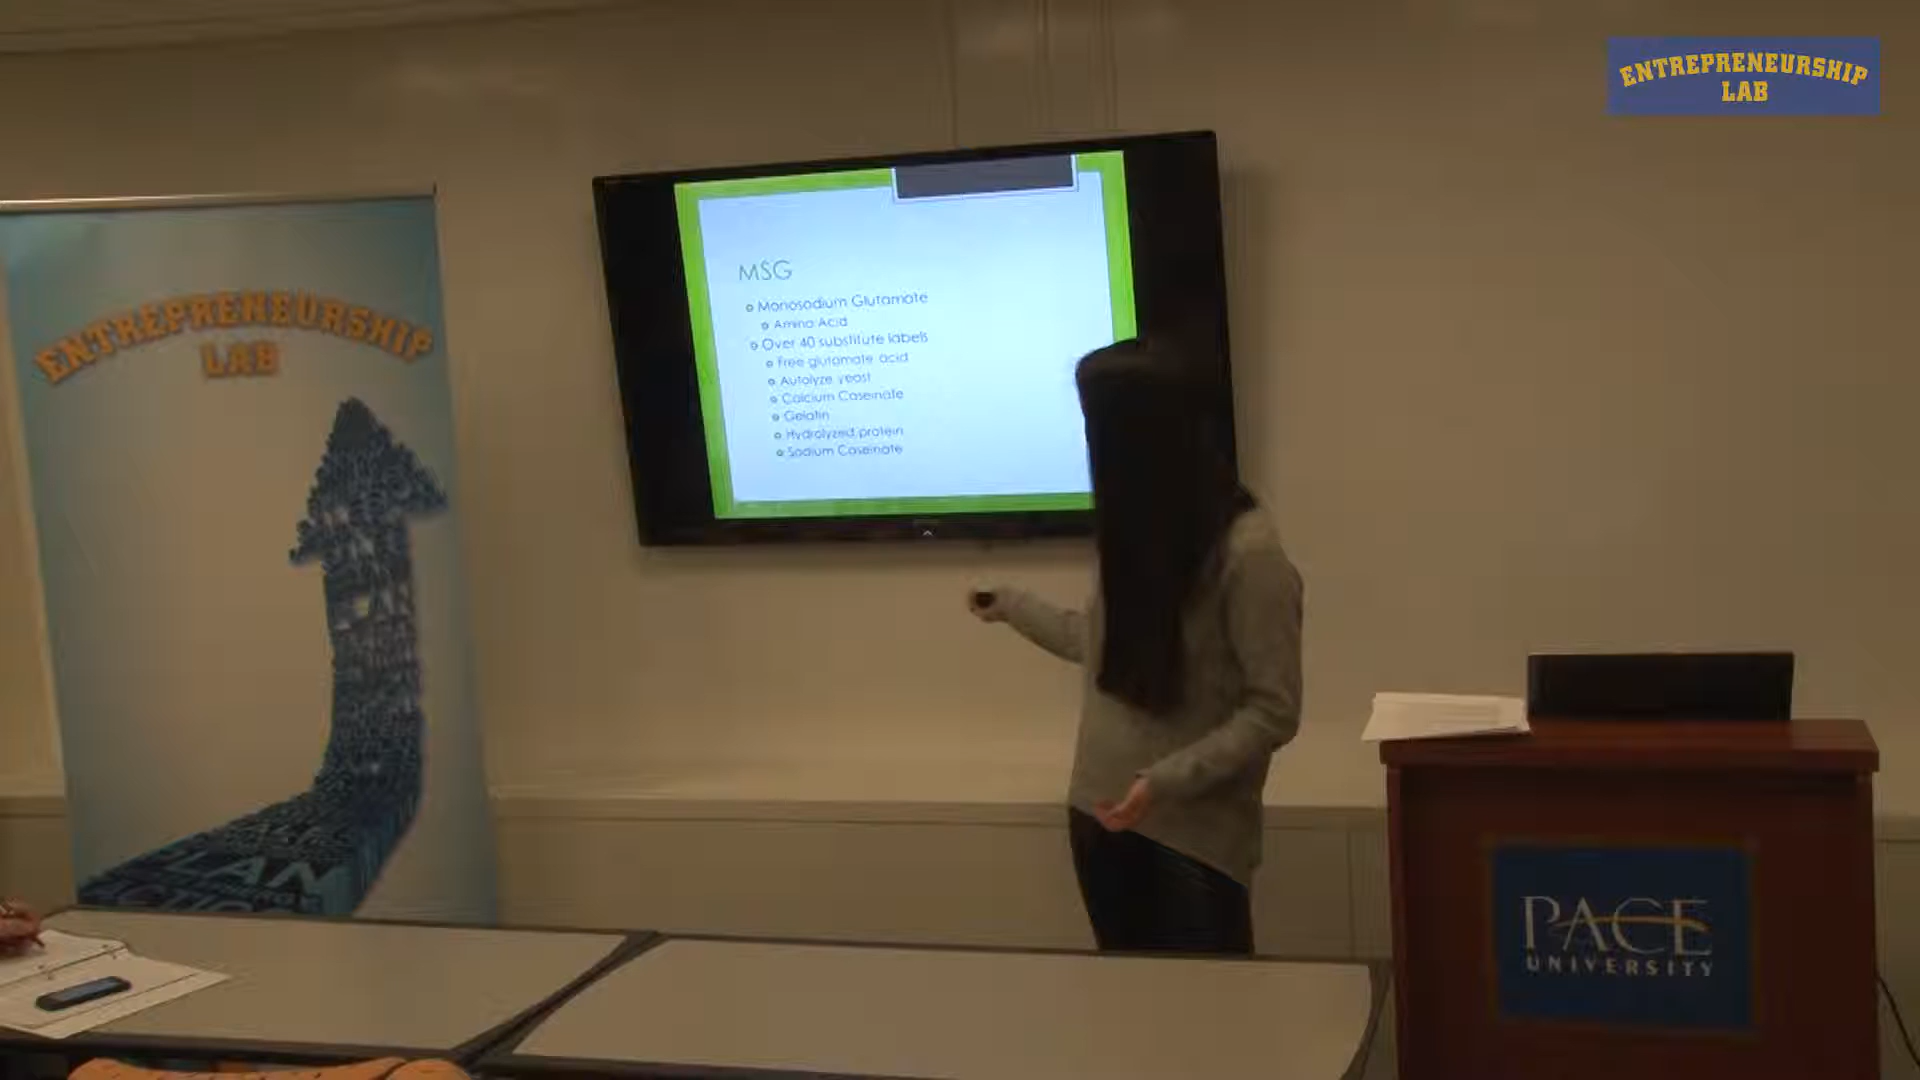 ENTREPRENEURSHIP
LAB
MSG
Monosodium Glutamate
Amino Acid
Over 40 substitute labels
Free glutamate acid
Autolyze yeast
Calcium Caseinate
Gelatin
Hydrolyzed protein
Sodium Caseinate
ENTREPRENEURSHIP
LAB
PLAN
PACE
UNIVERSITY